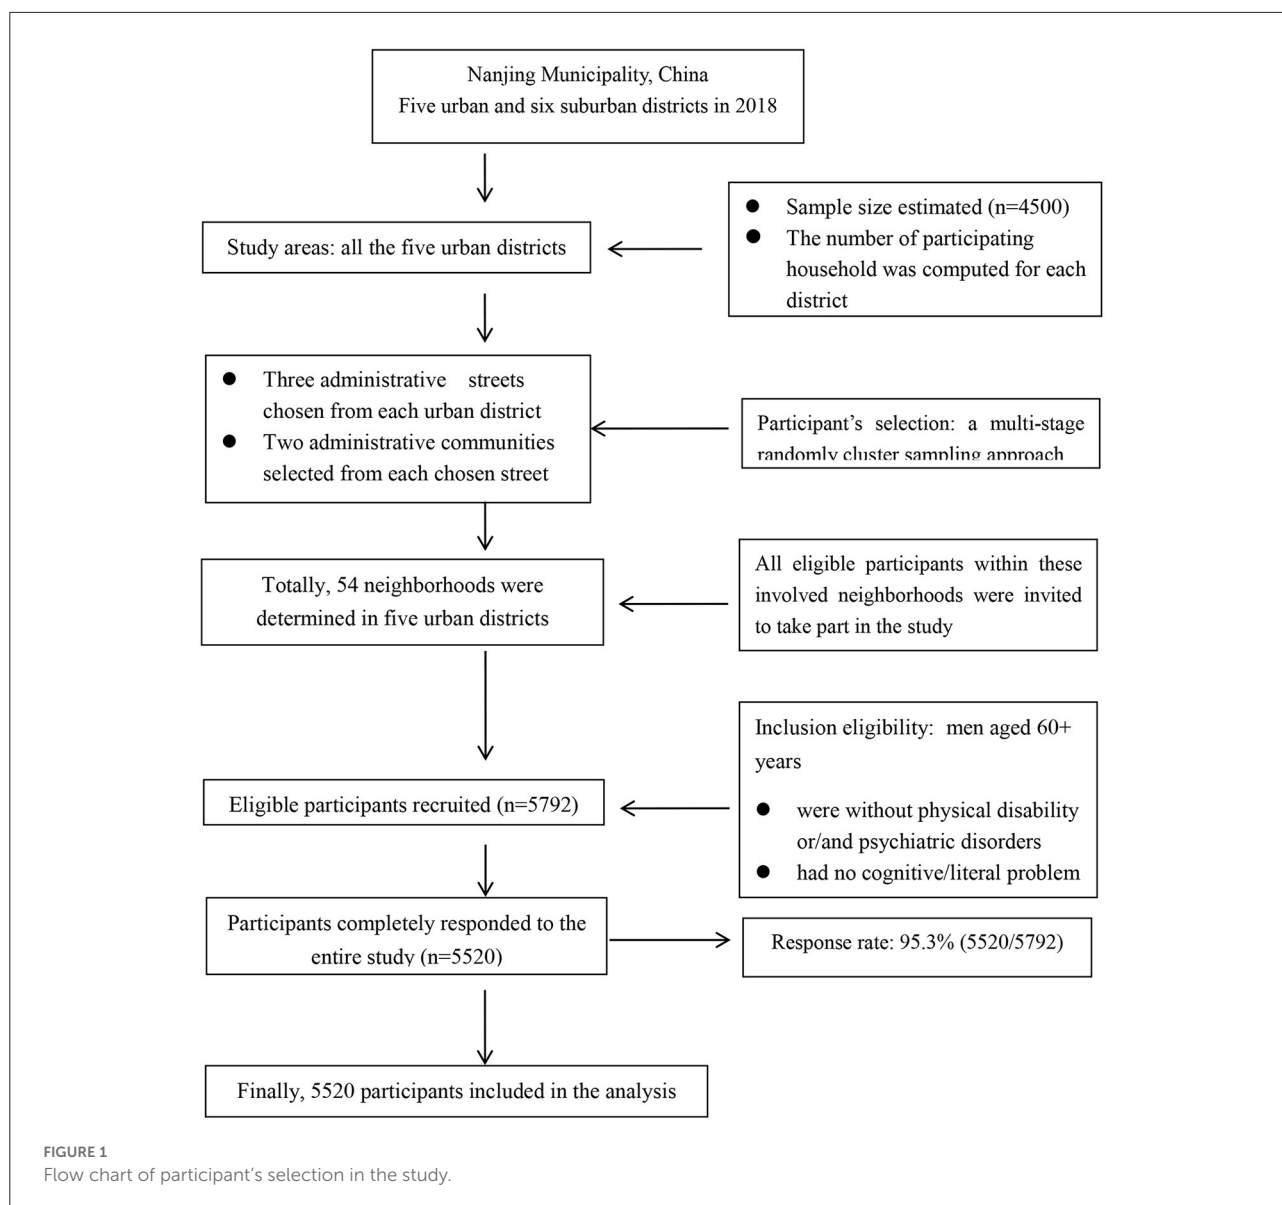 Nanjing Municipality, China
Five urban and six suburban districts in 2018
● Sample size estimated (n=4500)
● The number of participating
household was computed for each
district
Study areas: all the five urban districts
● Three administrative streets
chosen from each urban district
● Two administrative communities
selected from each chosen street
Participant's selection: a multi-stage
randomly cluster sampling approach
Totally, 54 neighborhoods were
determined in five urban districts
All eligible participants within these
involved neighborhoods were invited
to take part in the study
Inclusion eligibility: men aged 60+
years
● were without physical disability
or/and psychiatric disorders
● had no cognitive/literal problem
Eligible participants recruited (n=5792)
Participants completely responded to the
entire study (n=5520)
Response rate: 95.3% (5520/5792)
Finally, 5520 participants included in the analysis
FIGURE 1
Flow chart of participant's selection in the study.